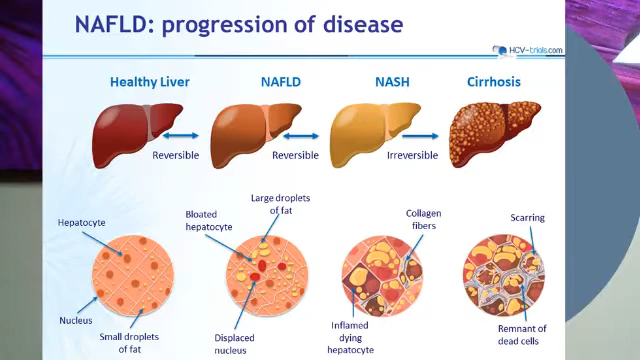 NAFLD: progression of disease
HCV-trials.com
Healthy Liver
NAFLD
NASH
Cirrhosis
Reversible
Reversible
Irreversible
Hepatocyte
Bloated
hepatocyte
Large droplets
of fat
Collagen
fibers
Scarring
Nucleus
Small droplets
of fat
Displaced
nucleus
Inflamed
dying
hepatocyte
Remnant of
dead cells